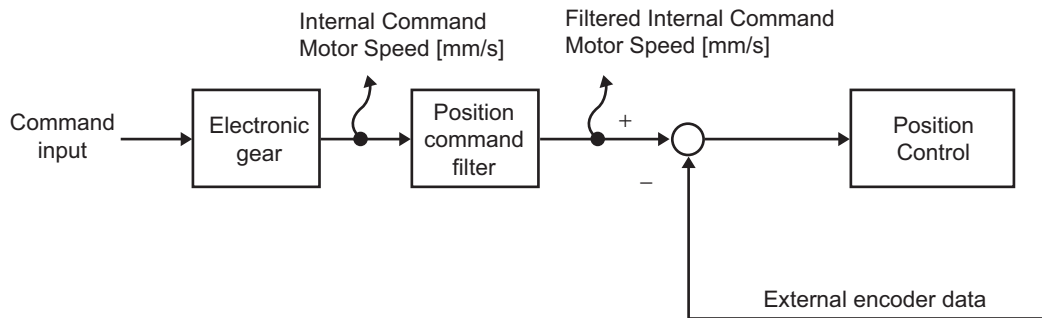 Internal Command
Motor Speed [mm/s]
Filtered Internal Command
Motor Speed [mm/s]
Command
input
Electronic
gear
Position
command
filter
+
−
Position
Control
External encoder data